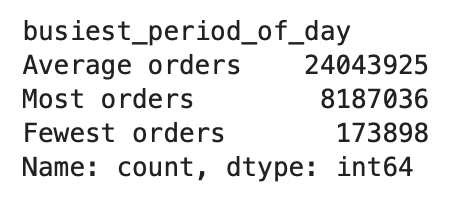 busiest_period_of_day
Average orders    24043925
Most orders        8187036
Fewest orders       173898
Name: count, dtype: int64